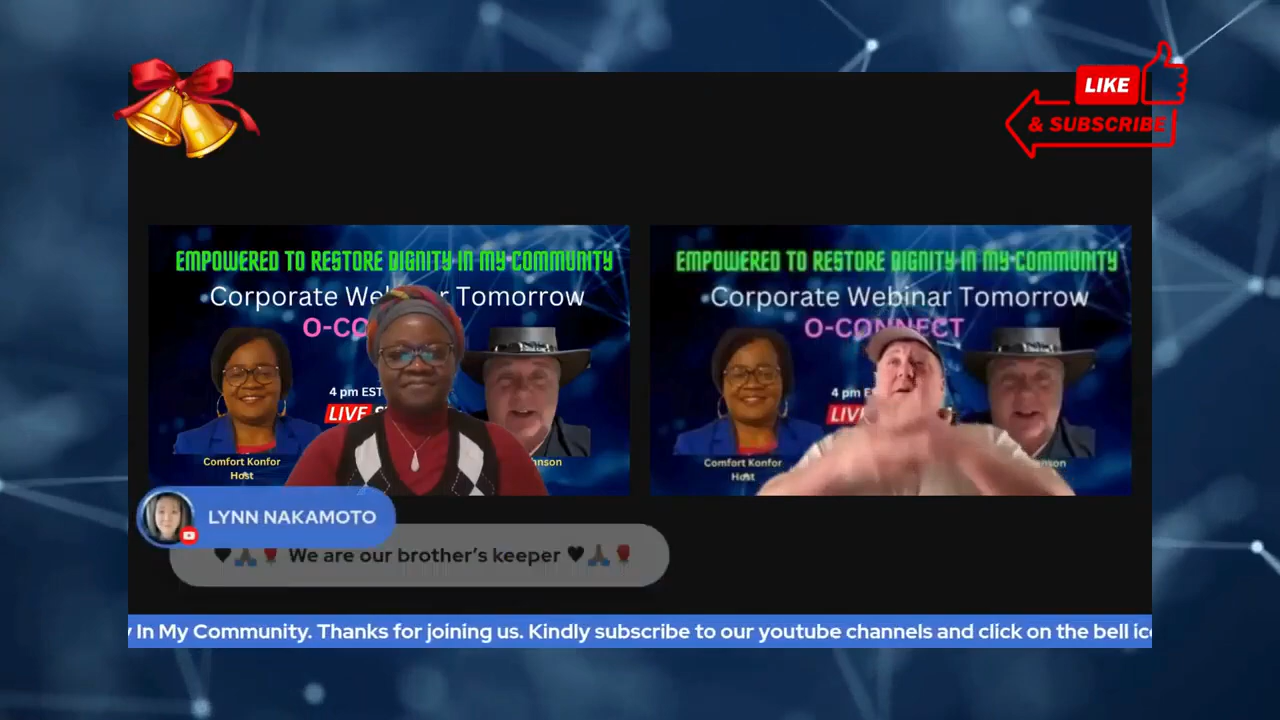 LIKE
& SUBSCRIBE
EMPOWERED TO RESTORE DIGNITY IN MY COMMUNITY
Corporate We r Tomorrow
O-CO
4 pm EST
LIVE
Comfort Konfor
Host
nson
EMPOWERED TO RESTORE DIGNITY IN MY COMMUNITY
Corporate Webinar Tomorrow
O-CONNECT
4 pm ES
LIV
Comfort Konfor
Host
nson
LYNN NAKAMOTO
🖤🙏🏿🌹 We are our brother's keeper 🖤🙏🏿🌹
y In My Community. Thanks for joining us. Kindly subscribe to our youtube channels and click on the bell ic